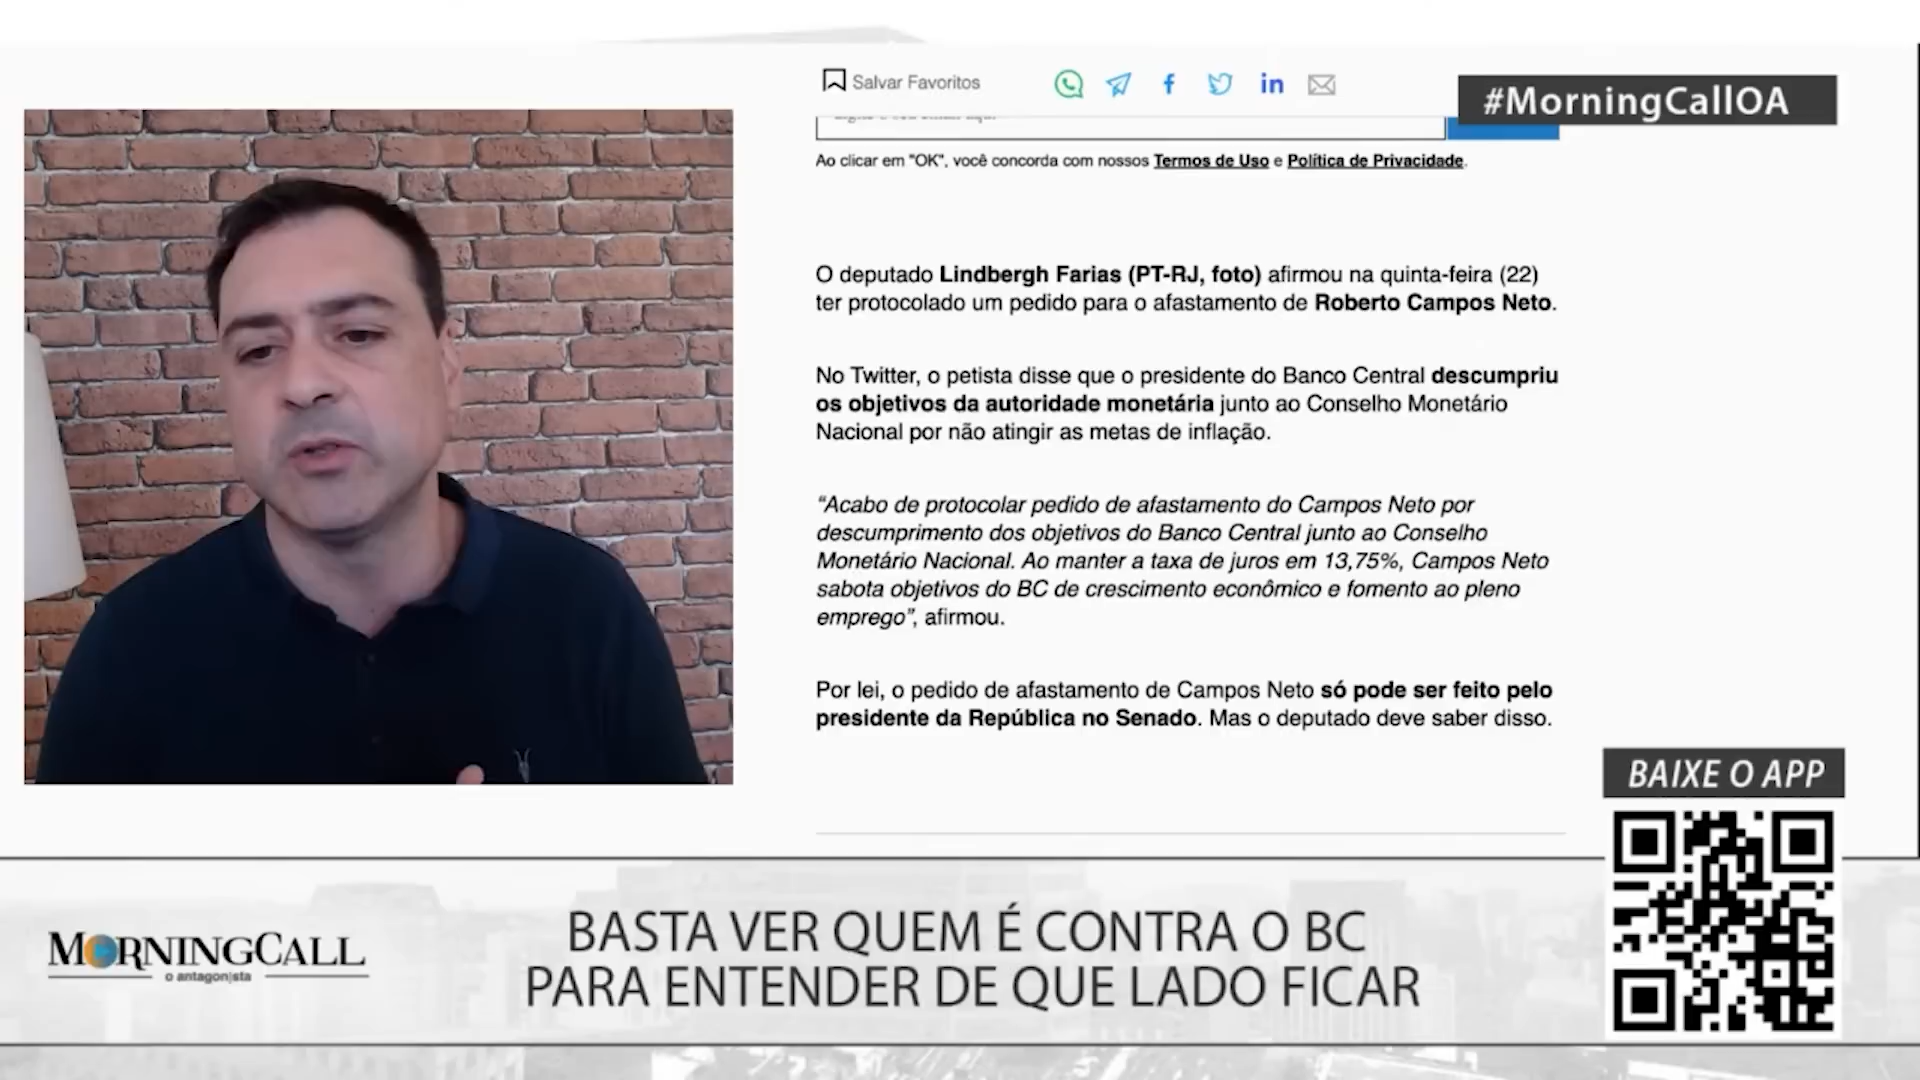 Salvar Favoritos
#MorningCallOA
Ao clicar em "OK", você concorda com nossos Termos de Uso e Política de Privacidade.
O deputado Lindbergh Farias (PT-RJ, foto) afirmou na quinta-feira (22)
ter protocolado um pedido para o afastamento de Roberto Campos Neto.
No Twitter, o petista disse que o presidente do Banco Central descumpriu
os objetivos da autoridade monetária junto ao Conselho Monetário
Nacional por não atingir as metas de inflação.
“Acabo de protocolar pedido de afastamento do Campos Neto por
descumprimento dos objetivos do Banco Central junto ao Conselho
Monetário Nacional. Ao manter a taxa de juros em 13,75%, Campos Neto
sabota objetivos do BC de crescimento econômico e fomento ao pleno
emprego”, afirmou.
Por lei, o pedido de afastamento de Campos Neto só pode ser feito pelo
presidente da República no Senado. Mas o deputado deve saber disso.
BAIXE O APP
MORNINGCALL
o antagonista
BASTA VER QUEM É CONTRA O BC
PARA ENTENDER DE QUE LADO FICAR